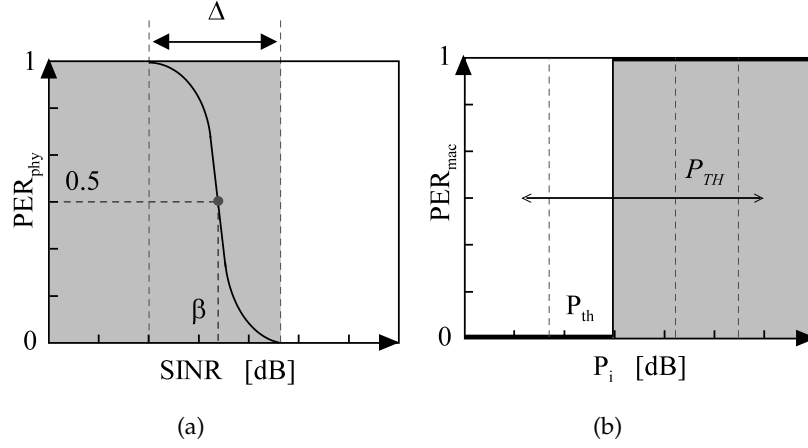 Δ
1
PER_phy
0.5
β
0
SINR [dB]
(a)
1
PER_mac
P_TH
P_th
0
P_i [dB]
(b)